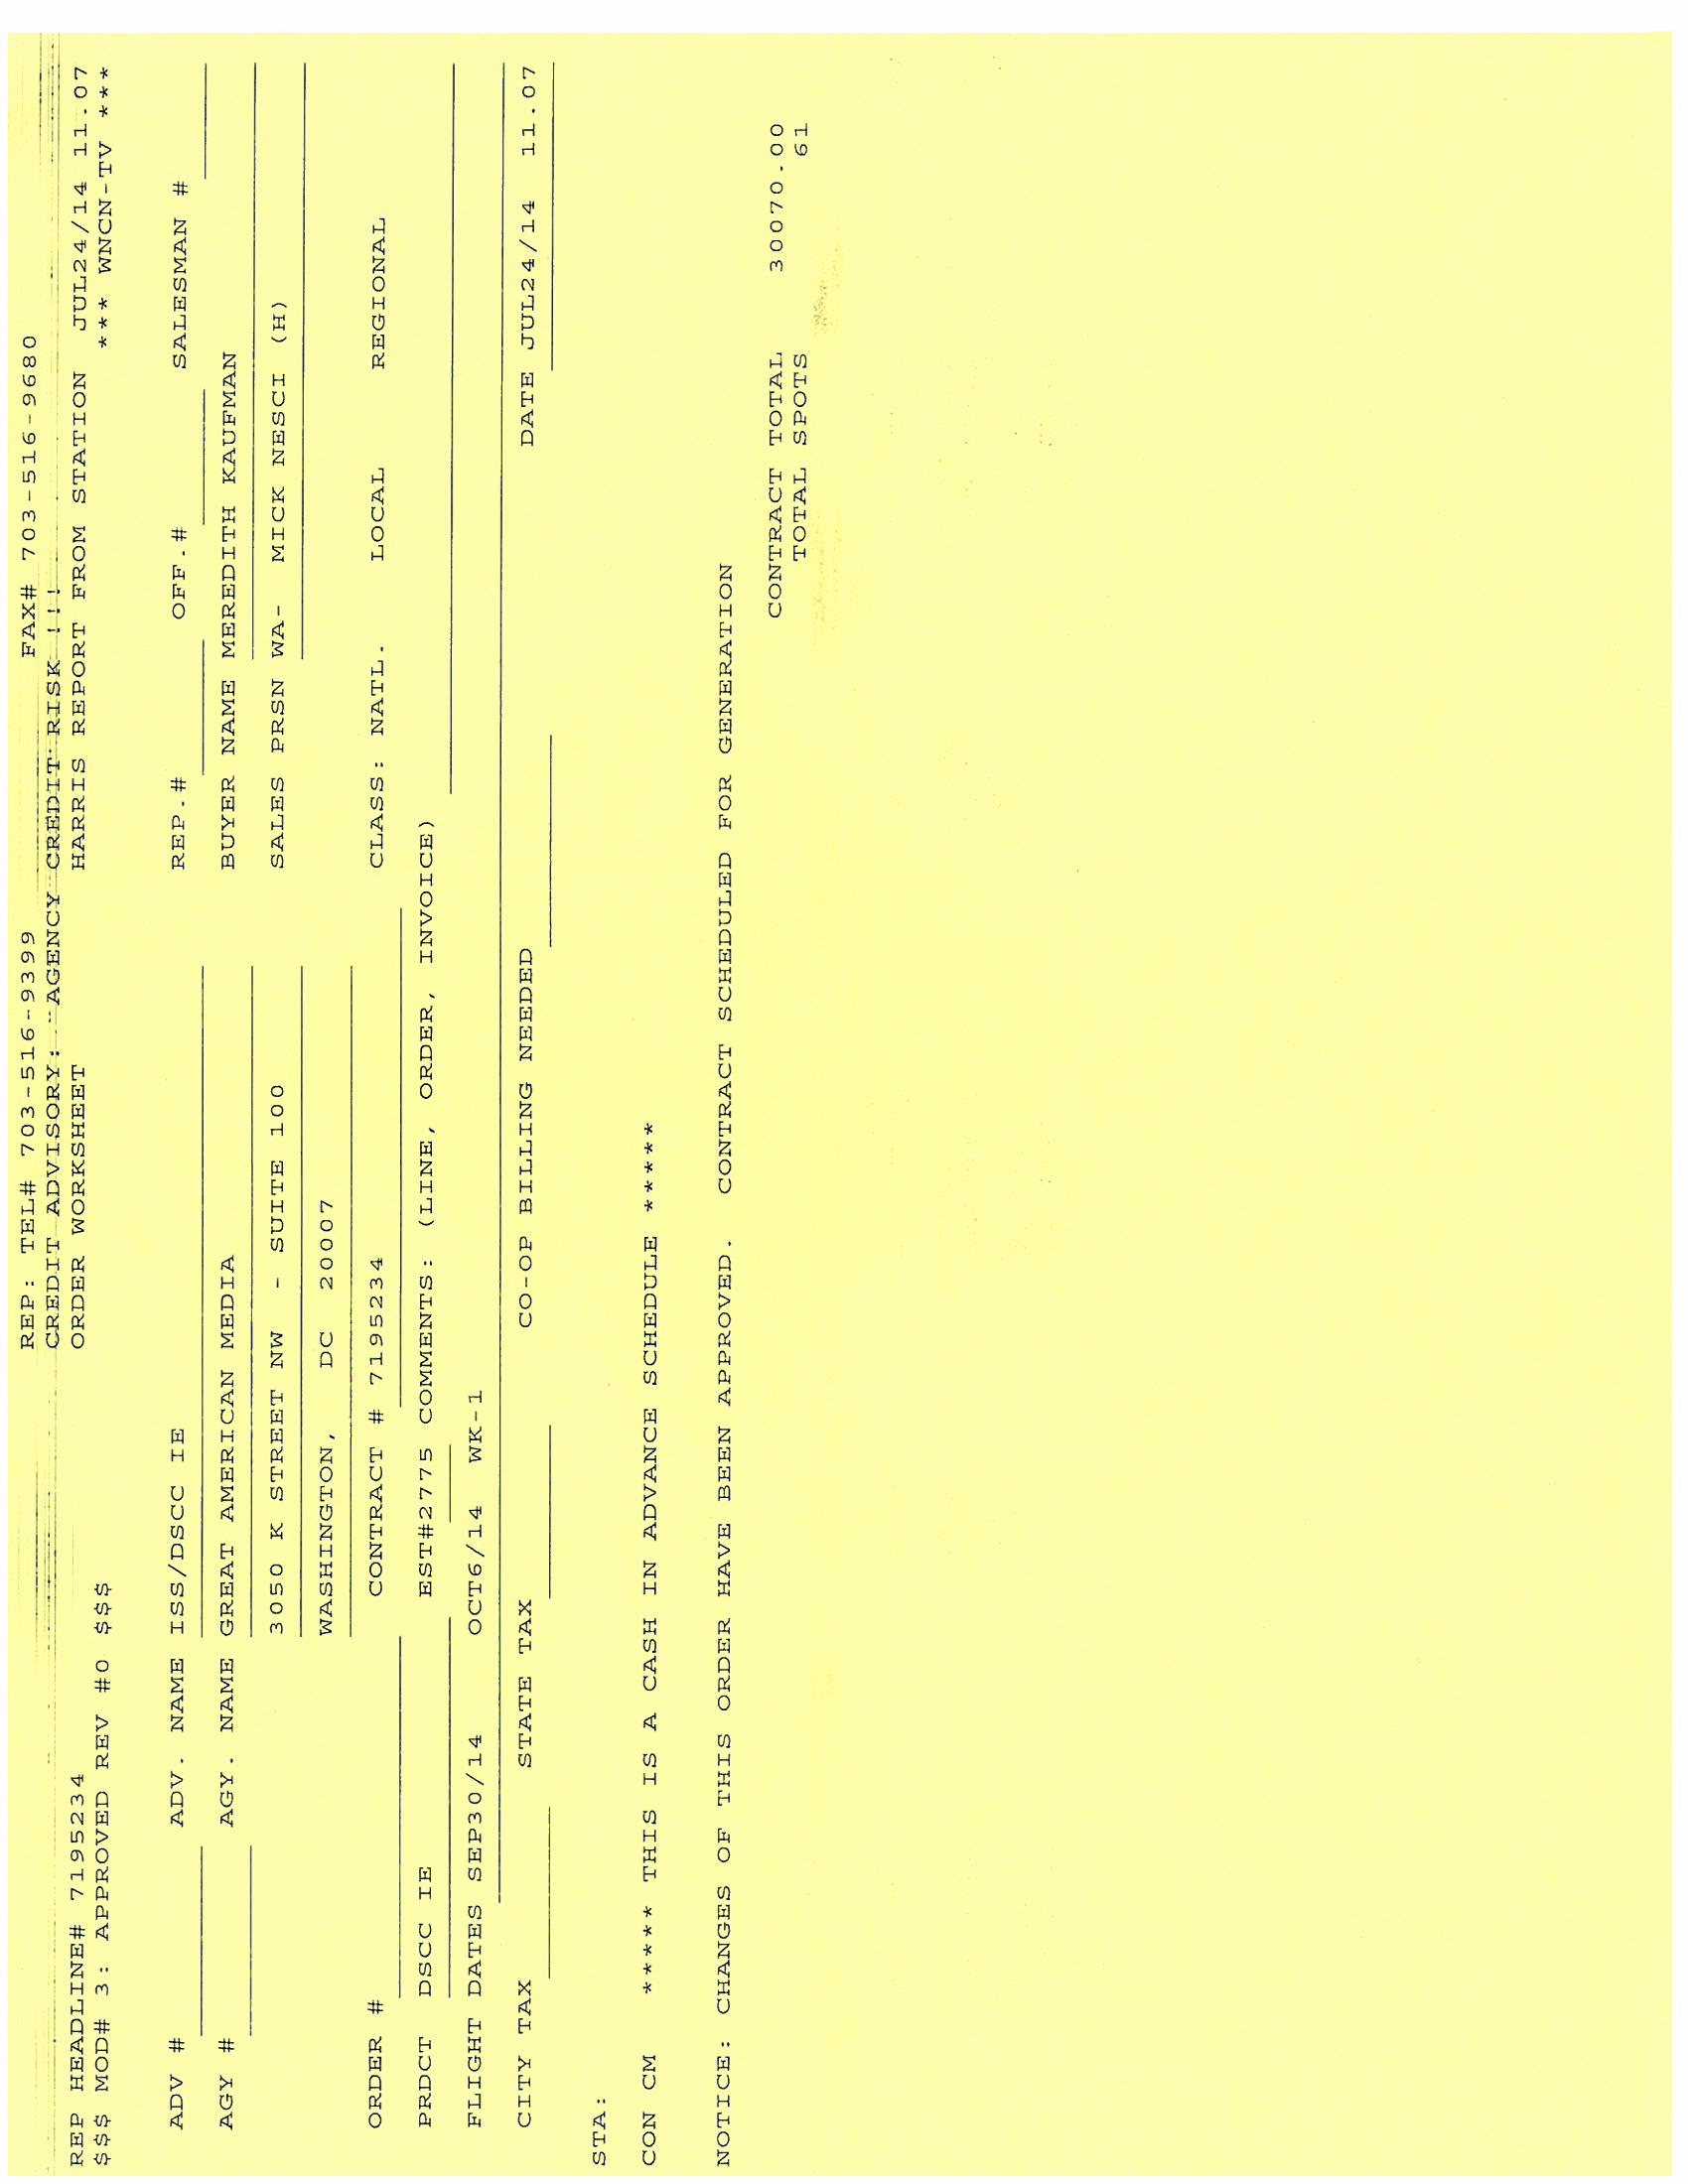 REP: TEL# 703-516-9399 FAX# 703-516-9680
CREDIT ADVISORY: AGENCY CREDIT RISK !!!
REP HEADLINE# 7195234 ORDER WORKSHEET HARRIS REPORT FROM STATION JUL24/14 11.07
$$$ MOD# 3: APPROVED REV #0 $$$ *** WNCN-TV ***
ADV # ADV. NAME ISS/DSCC IE REP.# OFF.# SALESMAN #
AGY # AGY. NAME GREAT AMERICAN MEDIA BUYER NAME MEREDITH KAUFMAN
3050 K STREET NW - SUITE 100 SALES PRSN WA- MICK NESCI (H)
WASHINGTON, DC 20007
ORDER # CONTRACT # 7195234 CLASS: NATL. LOCAL REGIONAL
PRDCT DSCC IE EST#2775 COMMENTS: (LINE, ORDER, INVOICE)
FLIGHT DATES SEP30/14 OCT6/14 WK-1
CITY TAX STATE TAX CO-OP BILLING NEEDED DATE JUL24/14 11.07
STA:
CON CM ***** THIS IS A CASH IN ADVANCE SCHEDULE *****
NOTICE: CHANGES OF THIS ORDER HAVE BEEN APPROVED. CONTRACT SCHEDULED FOR GENERATION
CONTRACT TOTAL 30070.00
TOTAL SPOTS 61